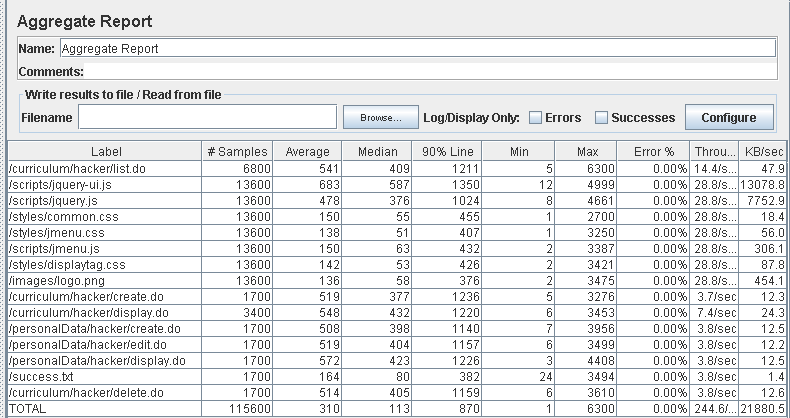 Aggregate Report
Name: Aggregate Report
Comments:
Write results to file / Read from file
Filename Browse... Log/Display Only: Errors Successes Configure
Label # Samples Average Median 90% Line Min Max Error % Throu... KB/sec
/curriculum/hacker/list.do 6800 541 409 1211 5 6300 0.00% 14.4/s... 47.9
/scripts/jquery-ui.js 13600 683 587 1350 12 4999 0.00% 28.8/s... 13078.8
/scripts/jquery.js 13600 478 376 1024 8 4661 0.00% 28.8/s... 7752.9
/styles/common.css 13600 150 55 455 1 2700 0.00% 28.8/s... 18.4
/styles/jmenu.css 13600 138 51 407 1 3250 0.00% 28.8/s... 56.0
/scripts/jmenu.js 13600 150 63 432 2 3387 0.00% 28.8/s... 306.1
/styles/displaytag.css 13600 142 53 426 2 3421 0.00% 28.8/s... 87.8
/images/logo.png 13600 136 58 376 2 3475 0.00% 28.8/s... 454.1
/curriculum/hacker/create.do 1700 519 377 1236 5 3276 0.00% 3.7/sec 12.3
/curriculum/hacker/display.do 3400 548 432 1220 6 3453 0.00% 7.4/sec 24.3
/personalData/hacker/create.do 1700 508 398 1140 7 3956 0.00% 3.8/sec 12.5
/personalData/hacker/edit.do 1700 519 404 1157 6 3499 0.00% 3.8/sec 12.2
/personalData/hacker/display.do 1700 572 423 1226 3 4408 0.00% 3.8/sec 12.5
/success.txt 1700 164 80 382 24 3494 0.00% 3.8/sec 1.4
/curriculum/hacker/delete.do 1700 514 405 1159 6 3610 0.00% 3.8/sec 12.6
TOTAL 115600 310 113 870 1 6300 0.00% 244.6/... 21880.5